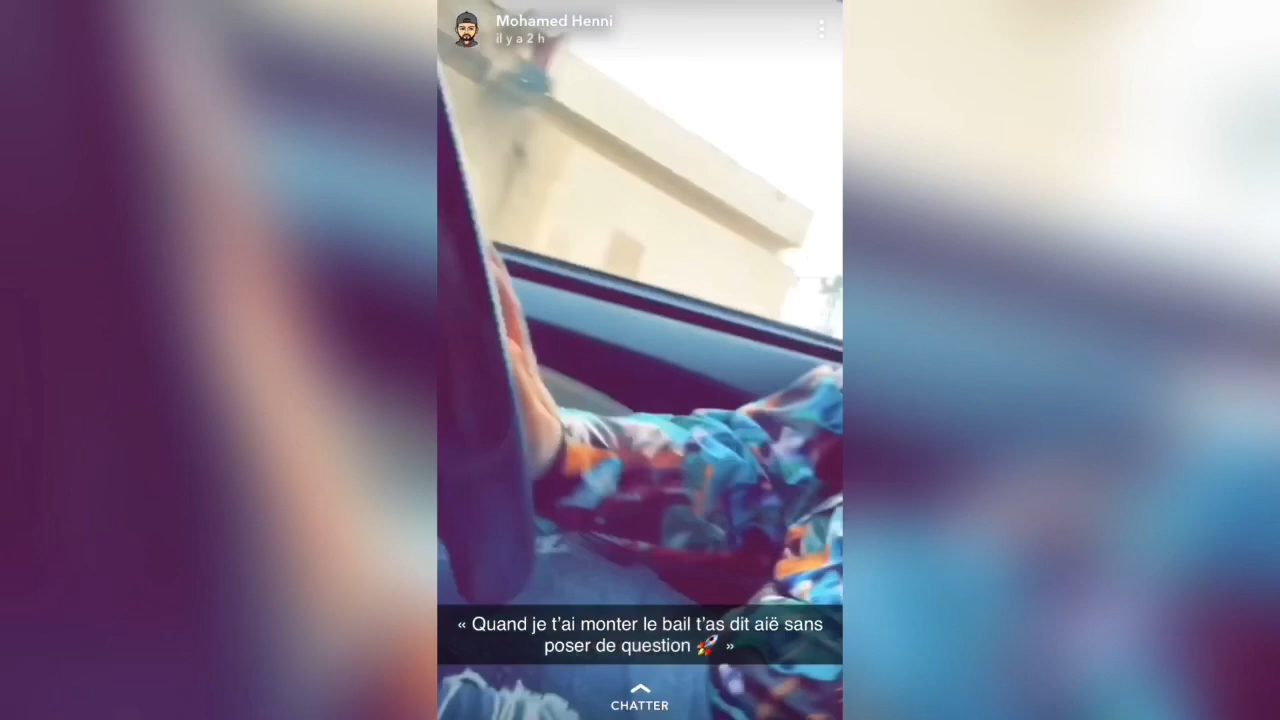 Mohamed Henni
il y a 2 h
« Quand je t’ai monter le bail t’as dit aië sans
poser de question 🚀 »
CHATTER